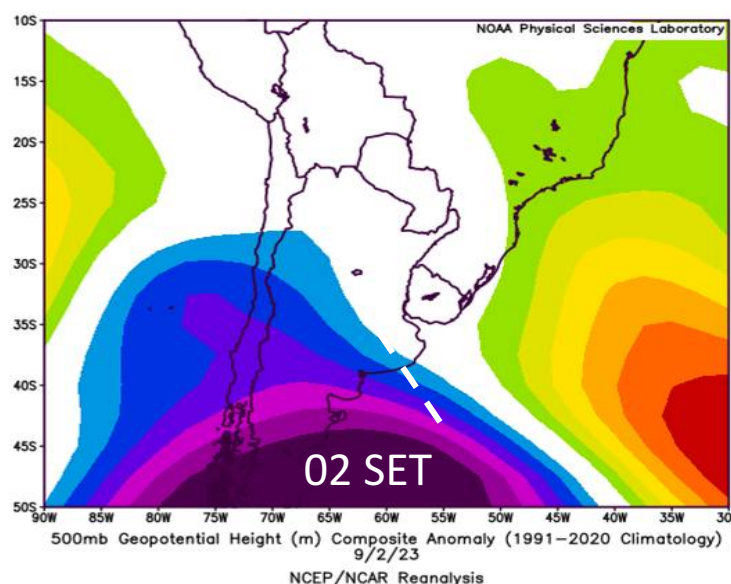 NOAA Physical Sciences Laboratory
10S
15S
20S
25S
30S
35S
40S
45S
50S
02 SET
90W 85W 80W 75W 70W 65W 60W 55W 50W 45W 40W 35W 30
500mb Geopotential Height (m) Composite Anomaly (1991–2020 Climatology)
9/2/23
NCEP/NCAR Reanalysis